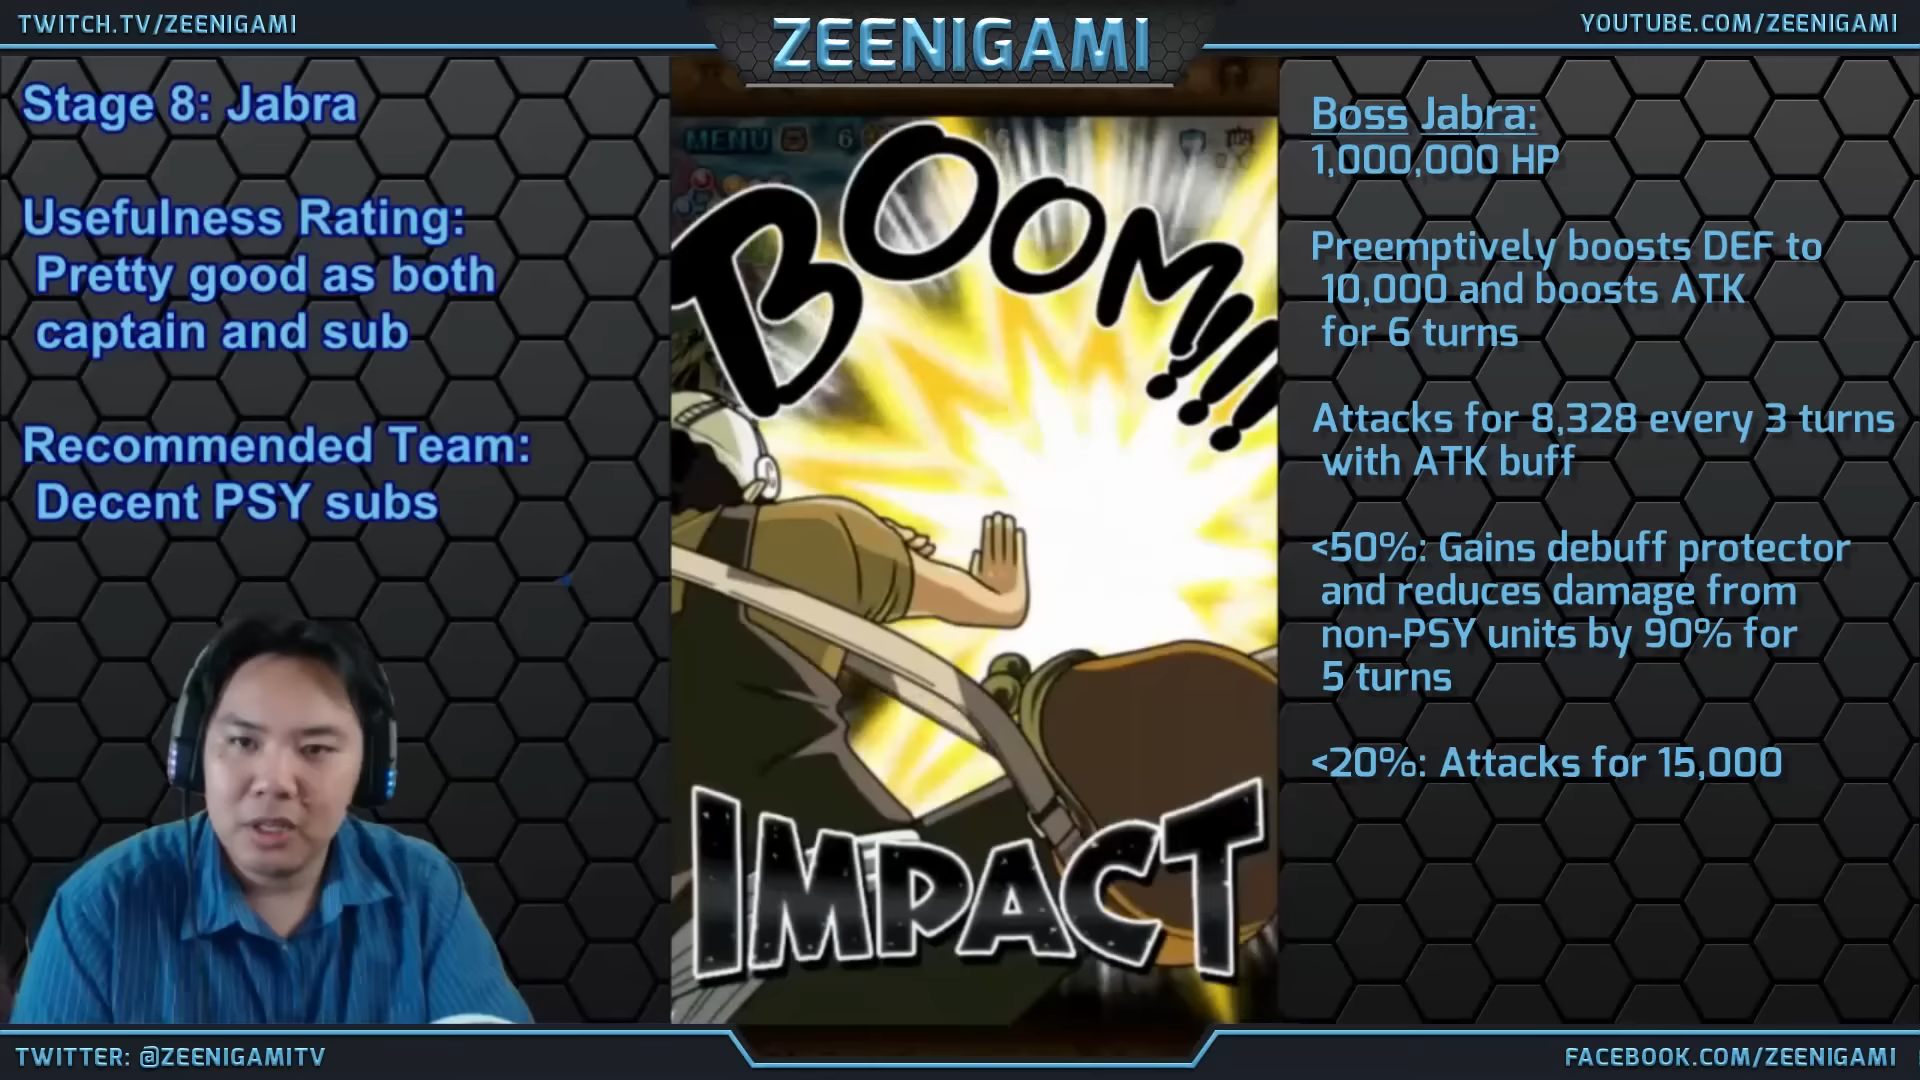 TWITCH.TV/ZEENIGAMI
ZEENIGAMI
YOUTUBE.COM/ZEENIGAMI
Stage 8: Jabra
Usefulness Rating:
Pretty good as both
captain and sub
Recommended Team:
Decent PSY subs
MENU
BOOM!!!
IMPACT
Boss Jabra:
1,000,000 HP
Preemptively boosts DEF to
10,000 and boosts ATK
for 6 turns
Attacks for 8,328 every 3 turns
with ATK buff
<50%: Gains debuff protector
and reduces damage from
non-PSY units by 90% for
5 turns
<20%: Attacks for 15,000
TWITTER: @ZEENIGAMITV
FACEBOOK.COM/ZEENIGAMI